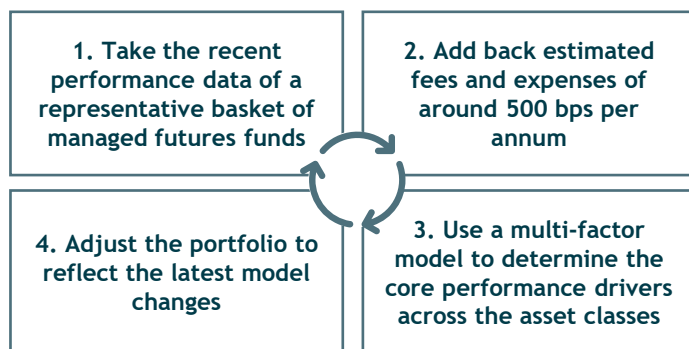 1. Take the recent
performance data of a
representative basket of
managed futures funds
2. Add back estimated
fees and expenses of
around 500 bps per
annum
3. Use a multi-factor
model to determine the
core performance drivers
across the asset classes
4. Adjust the portfolio to
reflect the latest model
changes